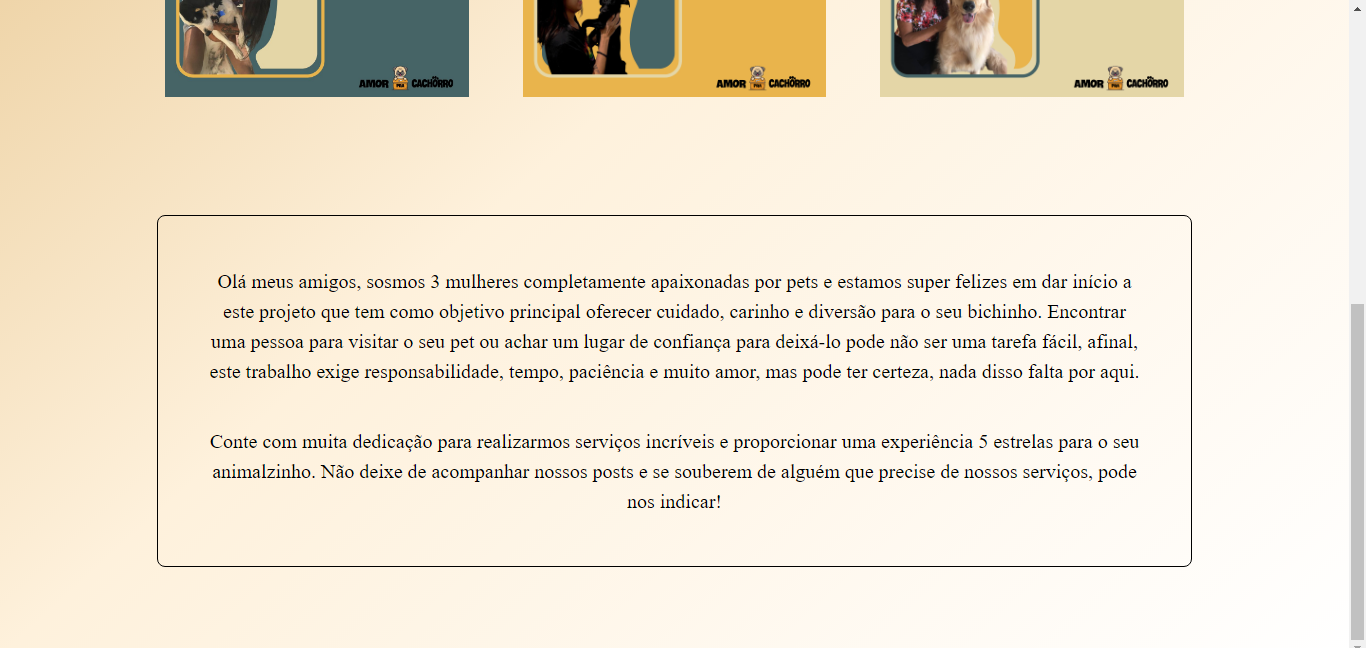 AMOR PRA CACHORRO
AMOR PRA CACHORRO
AMOR PRA CACHORRO
Olá meus amigos, sosmos 3 mulheres completamente apaixonadas por pets e estamos super felizes em dar início a
este projeto que tem como objetivo principal oferecer cuidado, carinho e diversão para o seu bichinho. Encontrar
uma pessoa para visitar o seu pet ou achar um lugar de confiança para deixá-lo pode não ser uma tarefa fácil, afinal,
este trabalho exige responsabilidade, tempo, paciência e muito amor, mas pode ter certeza, nada disso falta por aqui.
Conte com muita dedicação para realizarmos serviços incríveis e proporcionar uma experiência 5 estrelas para o seu
animalzinho. Não deixe de acompanhar nossos posts e se souberem de alguém que precise de nossos serviços, pode
nos indicar!